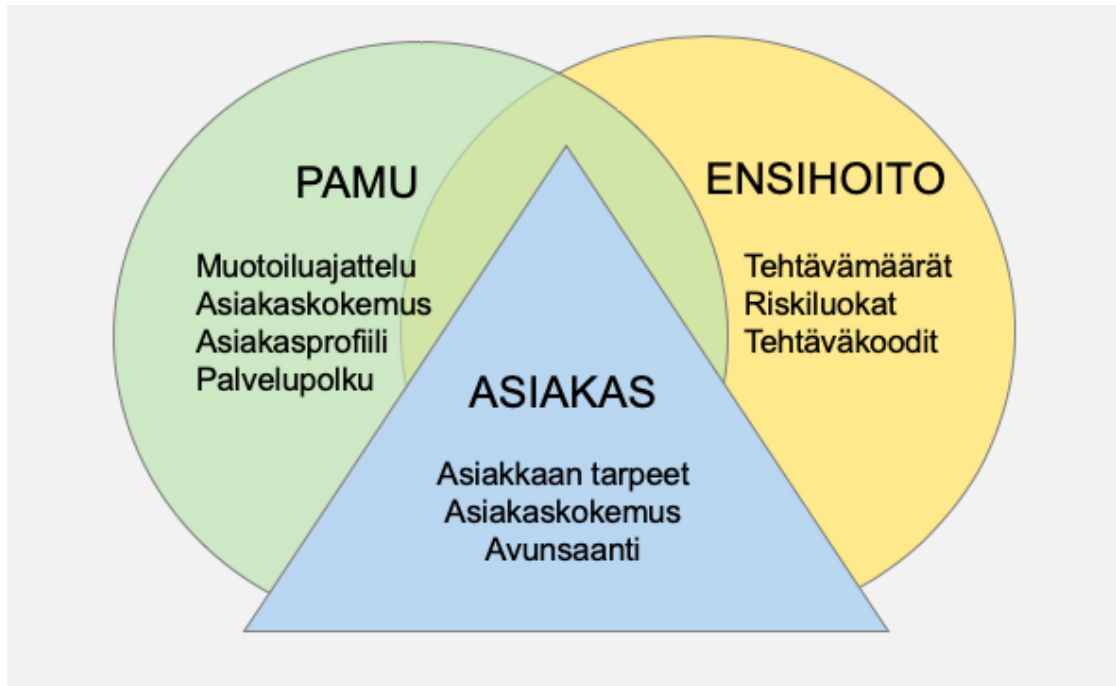 PAMU
Muotoiluajattelu
Asiakaskokemus
Asiakasprofiili
Palvelupolku
ENSIHOITO
Tehtävämäärät
Riskiluokat
Tehtäväkoodit
ASIAKAS
Asiakkaan tarpeet
Asiakaskokemus
Avunsaanti